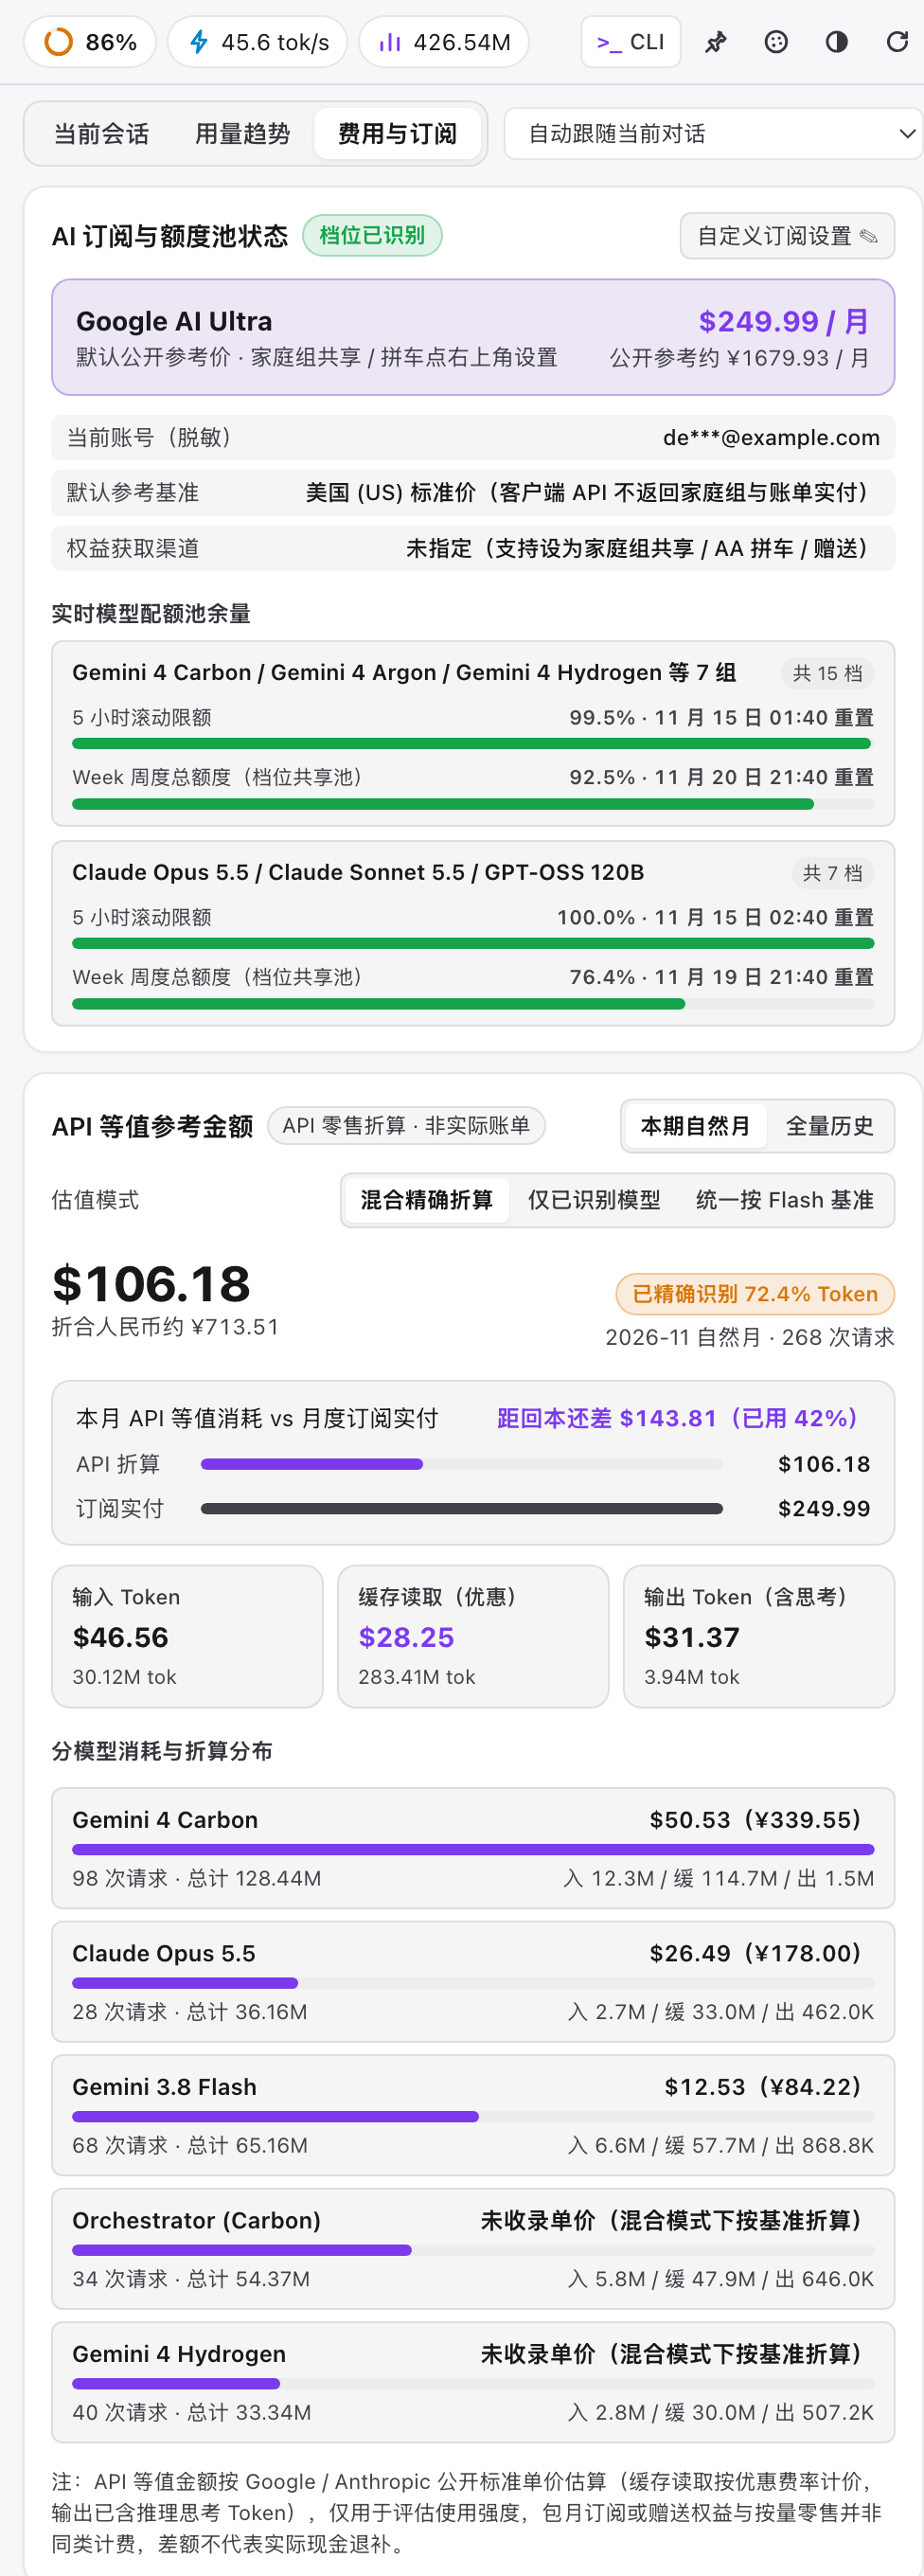 86%
45.6 tok/s
426.54M
>_ CLI
当前会话
用量趋势
费用与订阅
自动跟随当前对话
AI 订阅与额度池状态
档位已识别
自定义订阅设置 ✎
Google AI Ultra
$249.99 / 月
默认公开参考价 · 家庭组共享 / 拼车点右上角设置
公开参考约 ¥1679.93 / 月
当前账号（脱敏）
de***@example.com
默认参考基准
美国 (US) 标准价（客户端 API 不返回家庭组与账单实付）
权益获取渠道
未指定（支持设为家庭组共享 / AA 拼车 / 赠送）
实时模型配额池余量
Gemini 4 Carbon / Gemini 4 Argon / Gemini 4 Hydrogen 等 7 组
共 15 档
5 小时滚动限额
99.5% · 11 月 15 日 01:40 重置
Week 周度总额度（档位共享池）
92.5% · 11 月 20 日 21:40 重置
Claude Opus 5.5 / Claude Sonnet 5.5 / GPT-OSS 120B
共 7 档
5 小时滚动限额
100.0% · 11 月 15 日 02:40 重置
Week 周度总额度（档位共享池）
76.4% · 11 月 19 日 21:40 重置
API 等值参考金额
API 零售折算 · 非实际账单
本期自然月
全量历史
估值模式
混合精确折算
仅已识别模型
统一按 Flash 基准
$106.18
已精确识别 72.4% Token
折合人民币约 ¥713.51
2026-11 自然月 · 268 次请求
本月 API 等值消耗 vs 月度订阅实付
距回本还差 $143.81（已用 42%）
API 折算
$106.18
订阅实付
$249.99
输入 Token
$46.56
30.12M tok
缓存读取（优惠）
$28.25
283.41M tok
输出 Token（含思考）
$31.37
3.94M tok
分模型消耗与折算分布
Gemini 4 Carbon
$50.53（¥339.55）
98 次请求 · 总计 128.44M
入 12.3M / 缓 114.7M / 出 1.5M
Claude Opus 5.5
$26.49（¥178.00）
28 次请求 · 总计 36.16M
入 2.7M / 缓 33.0M / 出 462.0K
Gemini 3.8 Flash
$12.53（¥84.22）
68 次请求 · 总计 65.16M
入 6.6M / 缓 57.7M / 出 868.8K
Orchestrator (Carbon)
未收录单价（混合模式下按基准折算）
34 次请求 · 总计 54.37M
入 5.8M / 缓 47.9M / 出 646.0K
Gemini 4 Hydrogen
未收录单价（混合模式下按基准折算）
40 次请求 · 总计 33.34M
入 2.8M / 缓 30.0M / 出 507.2K
注：API 等值金额按 Google / Anthropic 公开标准单价估算（缓存读取按优惠费率计价，
输出已含推理思考 Token），仅用于评估使用强度，包月订阅或赠送权益与按量零售并非
同类计费，差额不代表实际现金退补。